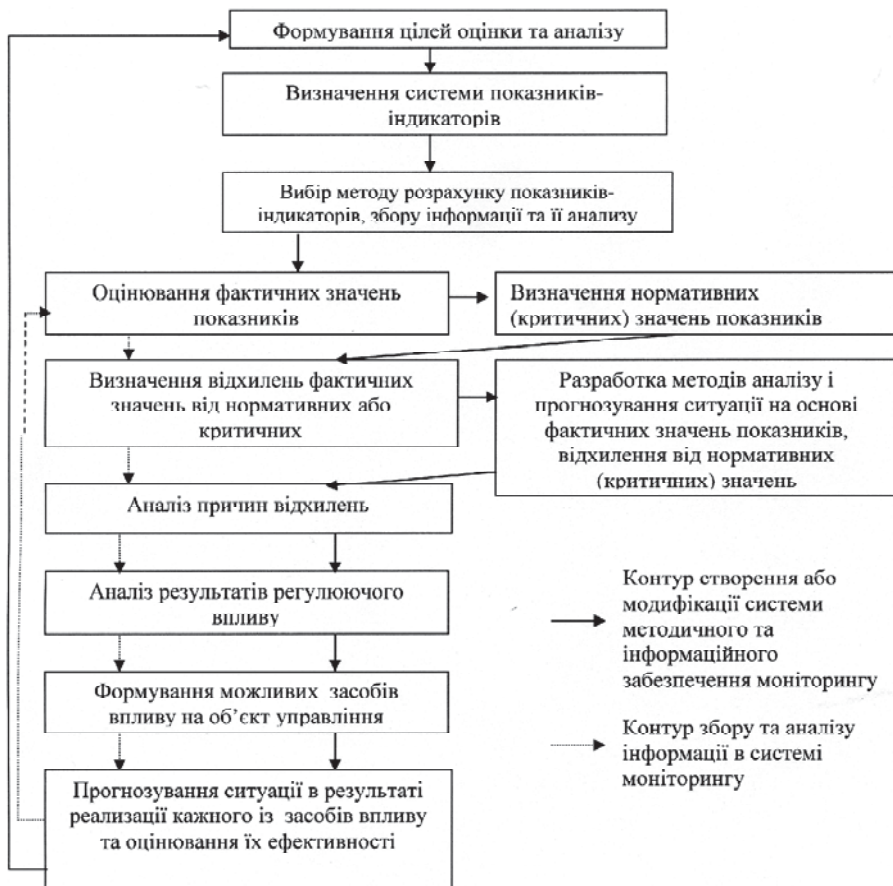 Формування цілей оцінки та аналізу
Визначення системи показників-
індикаторів
Вибір методу розрахунку показників-
індикаторів, збору інформації та її анализу
Оцінювання фактичних значень
показників
Визначення нормативних
(критичних) значень показників
Визначення відхилень фактичних
значень від нормативних або
критичних
Разработка методів аналізу і
прогнозування ситуації на основі
фактичних значень показників,
відхилення від нормативних
(критичних) значень
Аналіз причин відхилень
Аналіз результатів регулюючого
впливу
Формування можливих засобів
впливу на об’єкт управління
Прогнозування ситуації в результаті
реализації кажного із засобів впливу
та оцінювання їх ефективності
Контур створення або
модифікації системи
методичного та
інформаційного
забезпечення моніторингу
Контур збору та аналізу
інформації в системі
моніторингу